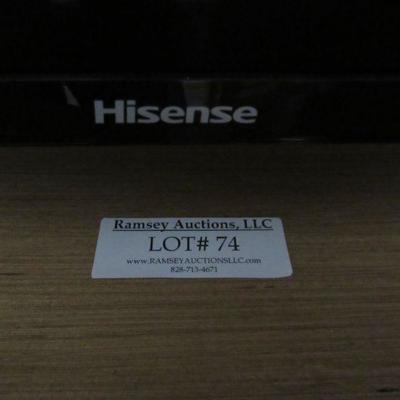 Hisense
Ramsey Auctions, LLC
LOT# 74
www.RAMSEYAUCTIONSLLC.com
828-713-4671